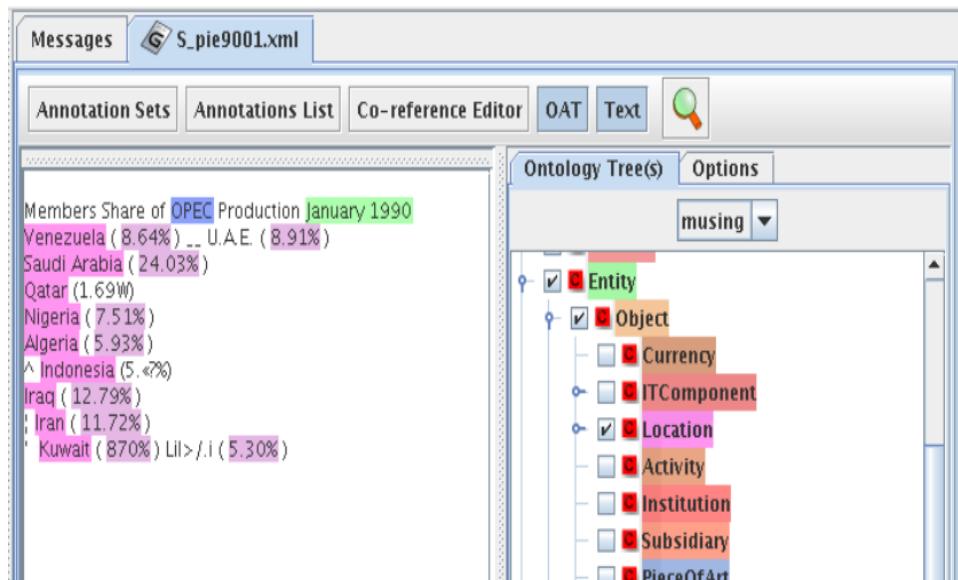 Messages S_pie9001.xml
Annotation Sets Annotations List Co-reference Editor OAT Text
Members Share of OPEC Production January 1990
Venezuela ( 8.64% ) __ U.A.E. ( 8.91% )
Saudi Arabia ( 24.03% )
Qatar (1.69W)
Nigeria ( 7.51% )
Algeria ( 5.93% )
^ Indonesia (5.«?%)
Iraq ( 12.79% )
¦ Iran ( 11.72% )
' Kuwait ( 870% ) Lil>/.i ( 5.30% )
Ontology Tree(s) Options
musing
C Entity
C Object
C Currency
C ITComponent
C Location
C Activity
C Institution
C Subsidiary
C PieceOfArt